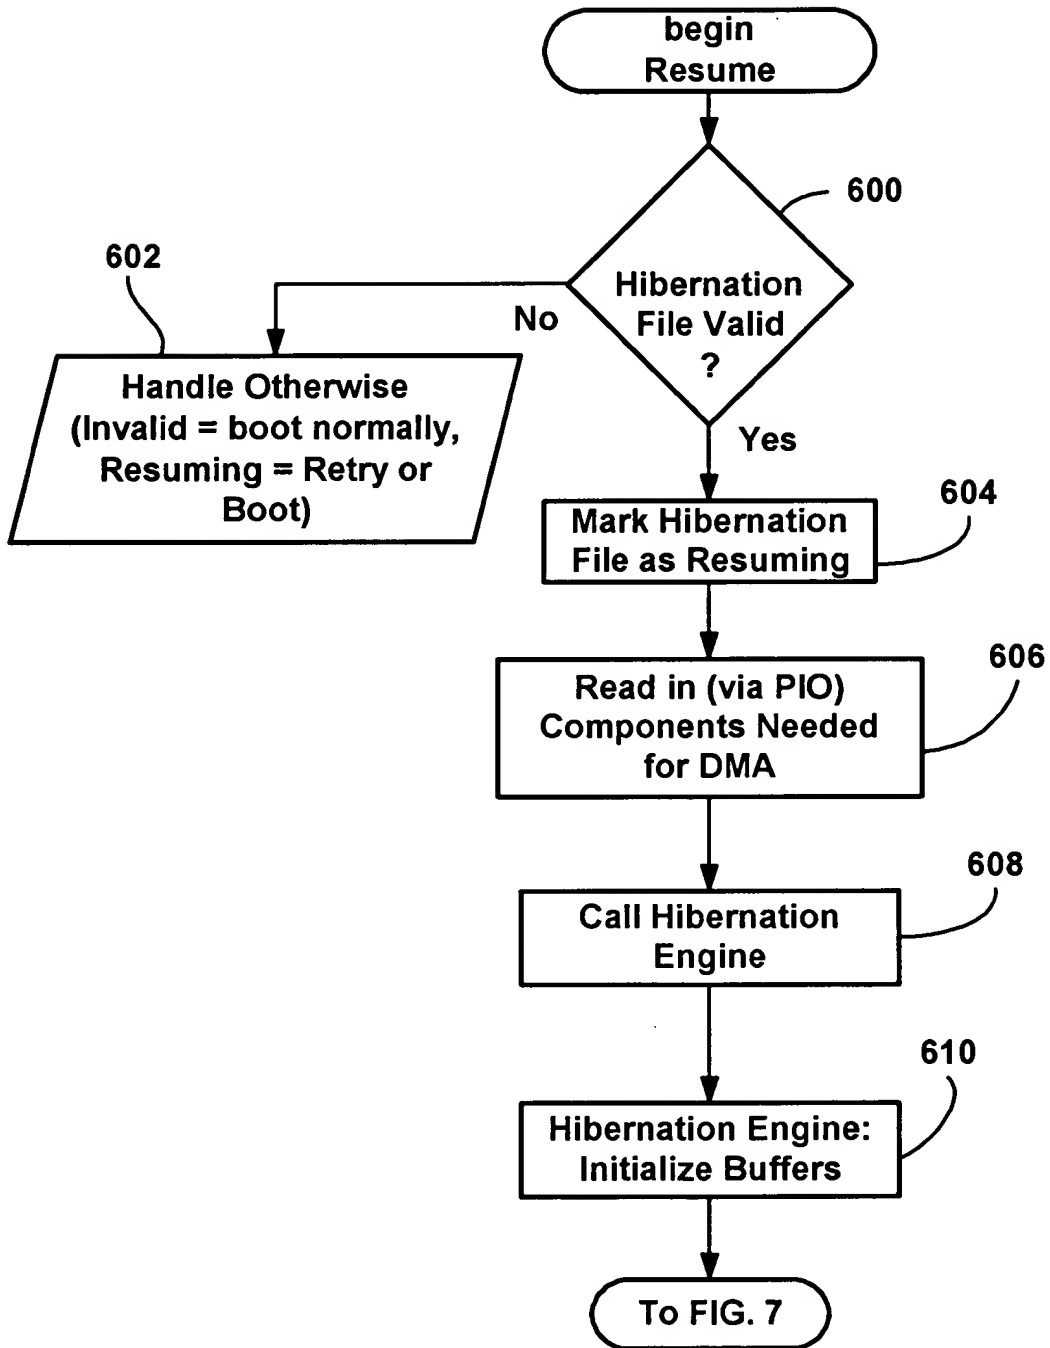 begin
Resume
600
602
Hibernation
File Valid
?
No
Handle Otherwise
(Invalid = boot normally,
Resuming = Retry or
Boot)
Yes
604
Mark Hibernation
File as Resuming
606
Read in (via PIO)
Components Needed
for DMA
608
Call Hibernation
Engine
610
Hibernation Engine:
Initialize Buffers
To FIG. 7